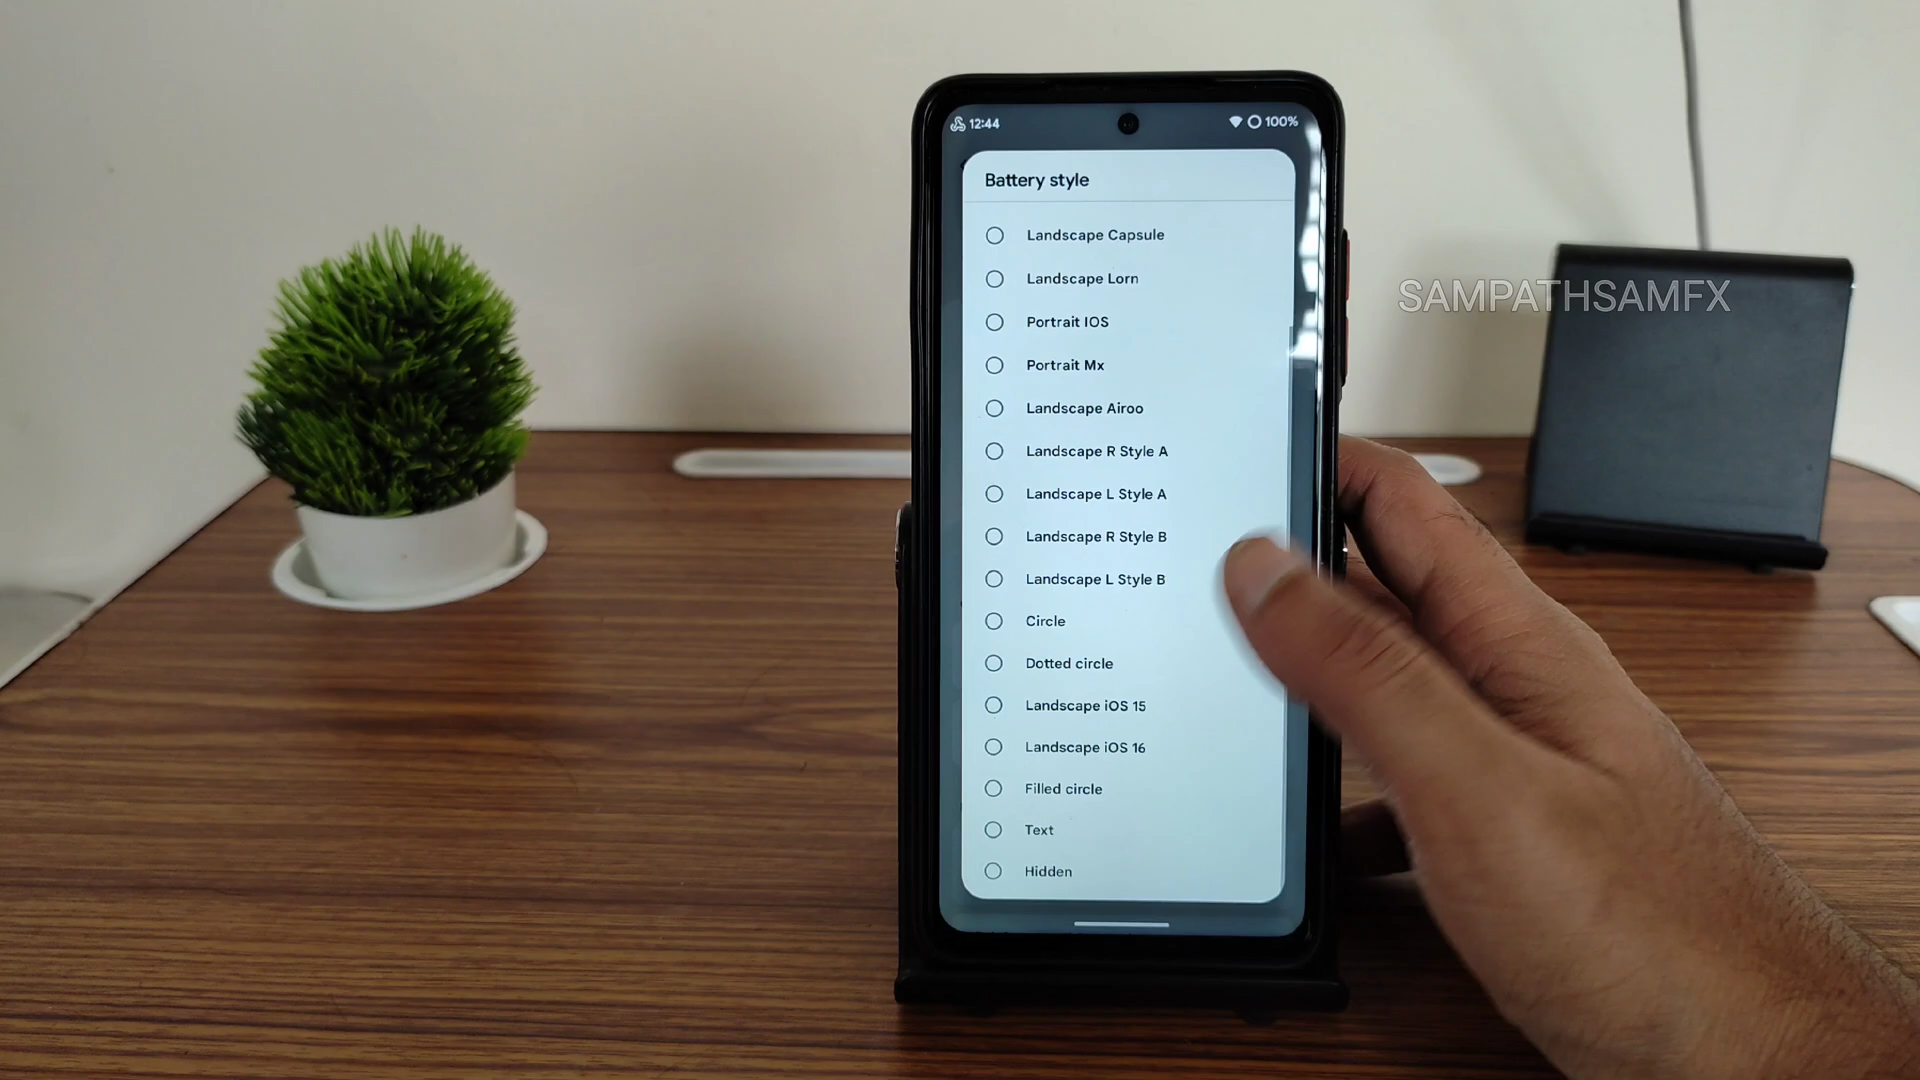 12:44
100%
Battery style
Landscape Capsule
Landscape Lorn
Portrait IOS
Portrait Mx
Landscape Airoo
Landscape R Style A
Landscape L Style A
Landscape R Style B
Landscape L Style B
Circle
Dotted circle
Landscape iOS 15
Landscape iOS 16
Filled circle
Text
Hidden
SAMPATHSAMFX